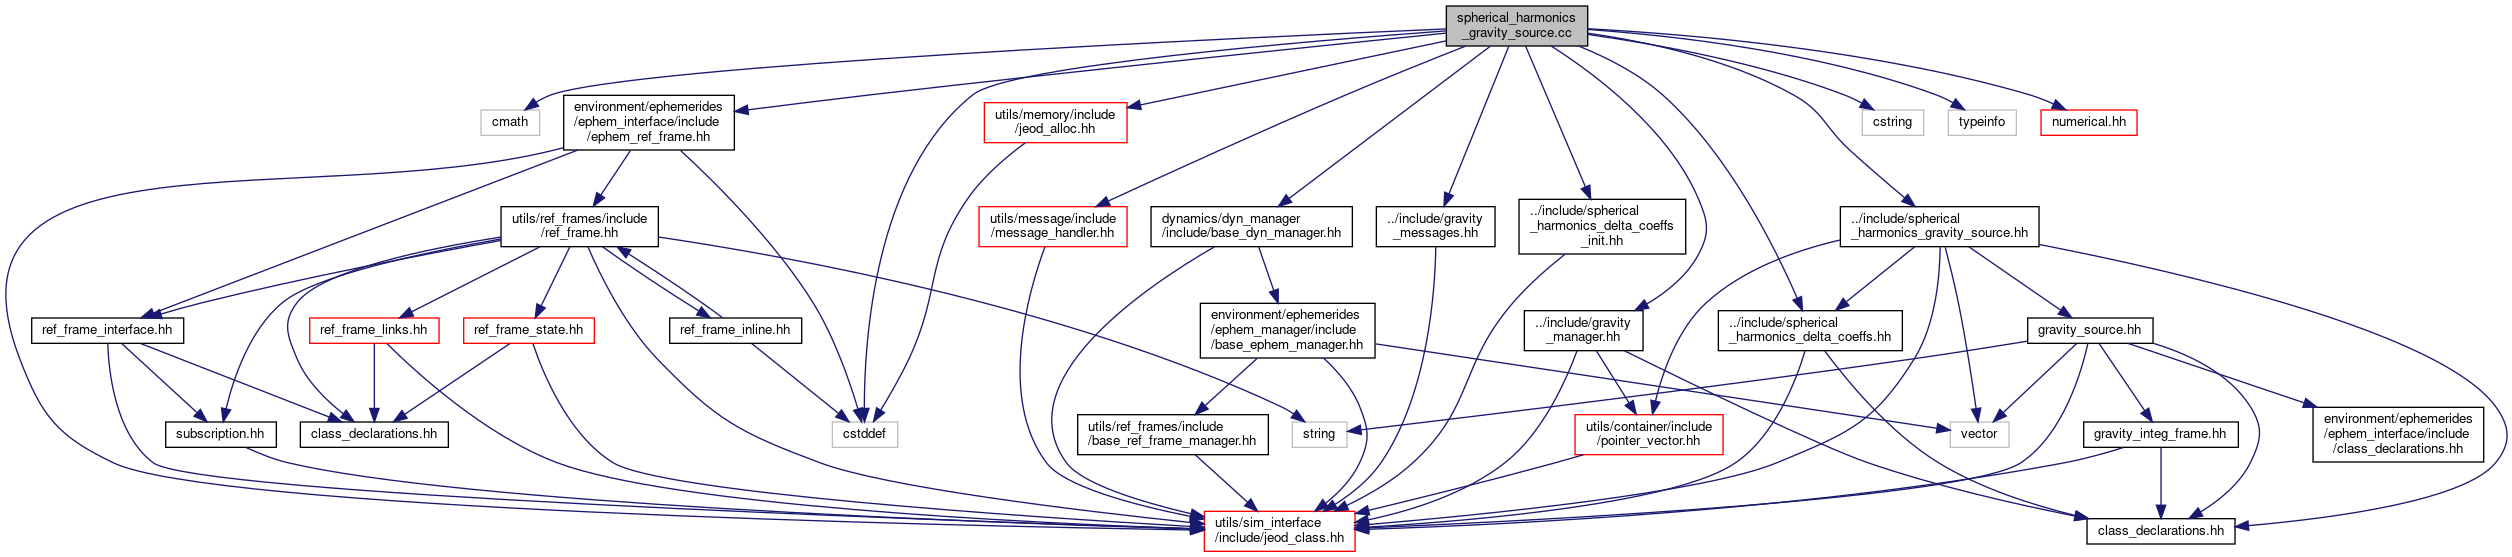 spherical_harmonics
_gravity_source.cc
cmath
environment/ephemerides
/ephem_interface/include
/ephem_ref_frame.hh
utils/memory/include
/jeod_alloc.hh
cstring
typeinfo
numerical.hh
utils/ref_frames/include
/ref_frame.hh
utils/message/include
/message_handler.hh
dynamics/dyn_manager
/include/base_dyn_manager.hh
../include/gravity
_messages.hh
../include/spherical
_harmonics_delta_coeffs
_init.hh
../include/spherical
_harmonics_gravity_source.hh
ref_frame_interface.hh
ref_frame_links.hh
ref_frame_state.hh
ref_frame_inline.hh
environment/ephemerides
/ephem_manager/include
/base_ephem_manager.hh
../include/gravity
_manager.hh
../include/spherical
_harmonics_delta_coeffs.hh
gravity_source.hh
subscription.hh
class_declarations.hh
cstddef
utils/ref_frames/include
/base_ref_frame_manager.hh
string
utils/container/include
/pointer_vector.hh
vector
gravity_integ_frame.hh
environment/ephemerides
/ephem_interface/include
/class_declarations.hh
utils/sim_interface
/include/jeod_class.hh
class_declarations.hh